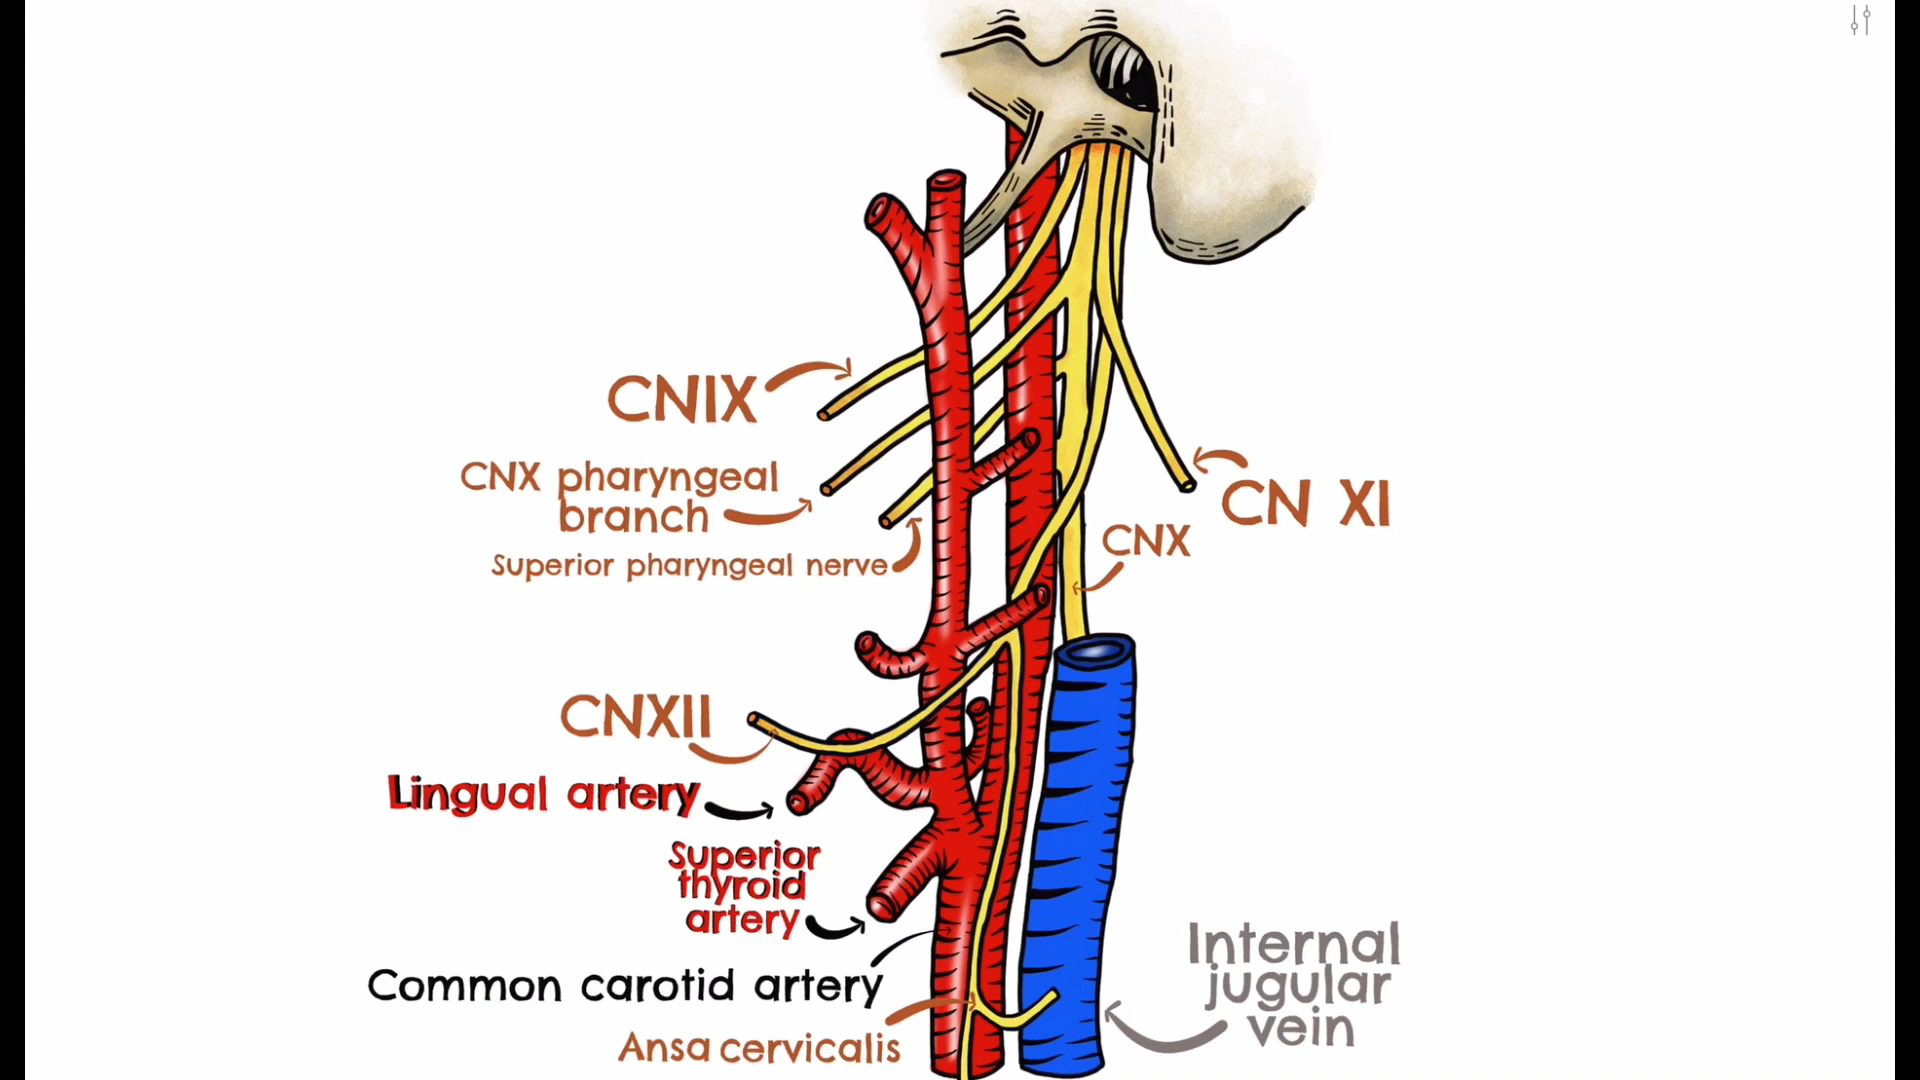 CNIX
CNX pharyngeal
branch
Superior pharyngeal nerve
CN XI
CNX
CNXII
Lingual artery
Superior
thyroid
artery
Common carotid artery
Ansa cervicalis
Internal
jugular
vein